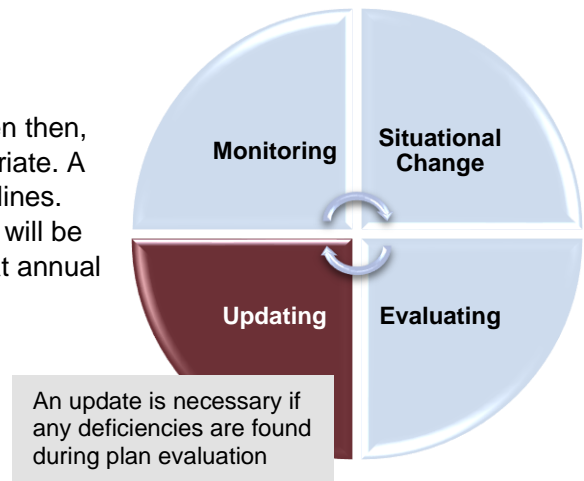 en then,
riate. A
lines.
will be
t annual
Monitoring
Situational
Change
Updating
Evaluating
An update is necessary if
any deficiencies are found
during plan evaluation